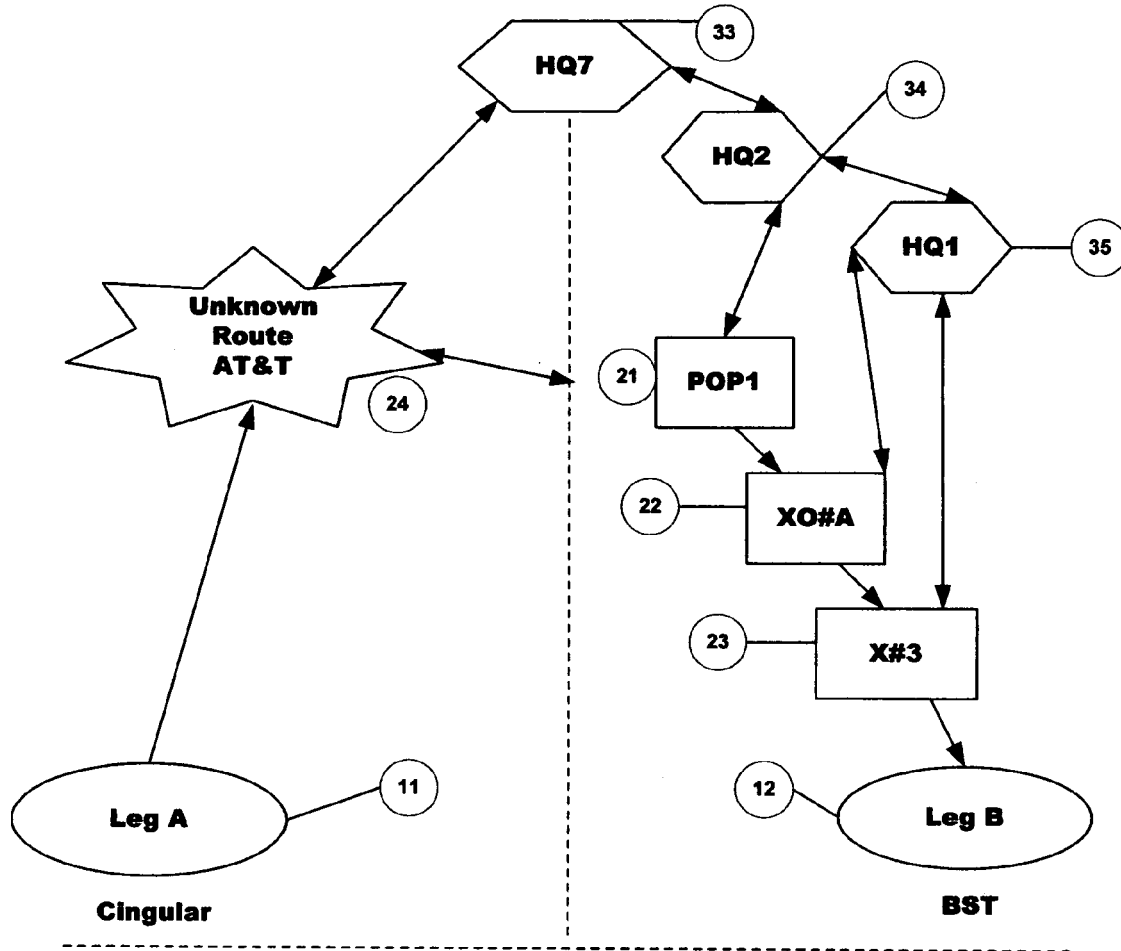 33
HQ7
34
HQ2
HQ1
35
Unknown
Route
AT&T
24
21
POP1
22
XO#A
23
X#3
11
Leg A
12
Leg B
Cingular
BST